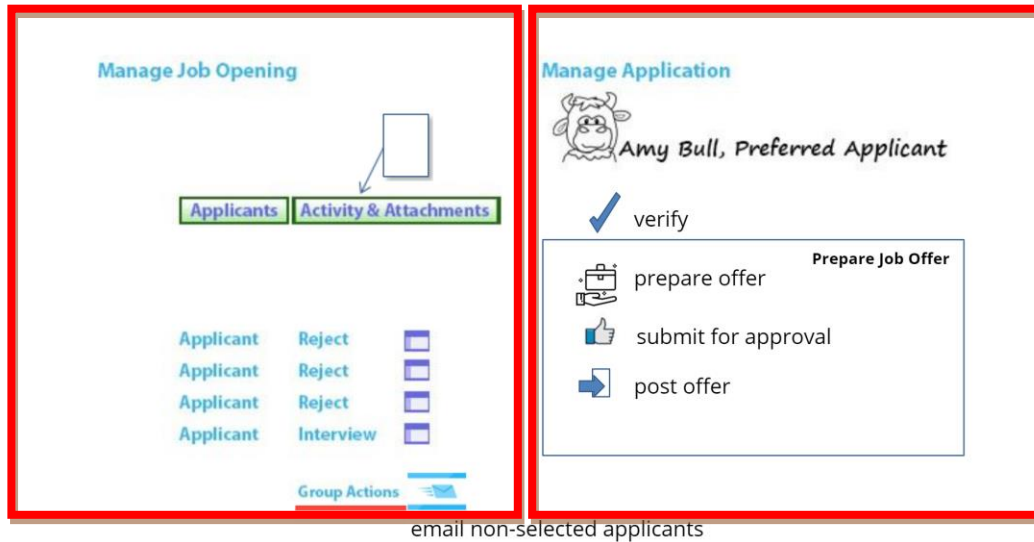 Manage Job Opening
Applicants Activity & Attachments
Applicant Reject
Applicant Reject
Applicant Reject
Applicant Interview
Group Actions
Manage Application
Amy Bull, Preferred Applicant
verify
Prepare Job Offer
prepare offer
submit for approval
post offer
email non-selected applicants